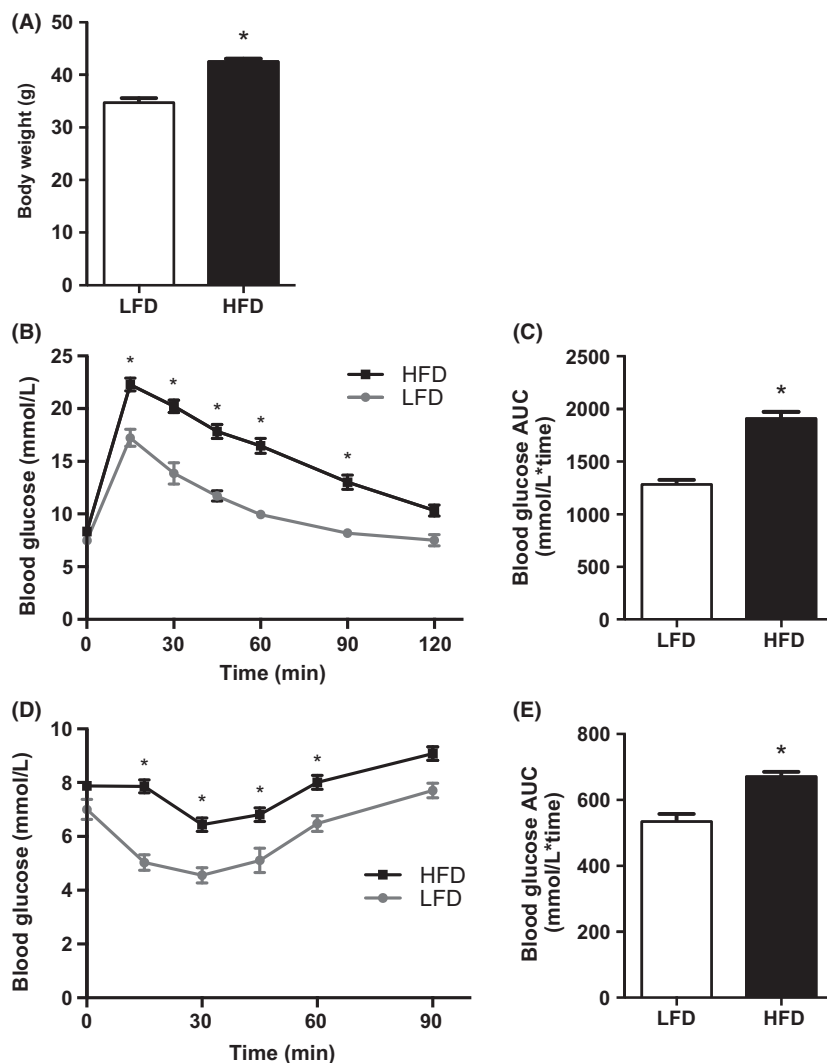 (A)
50
*
40
30
20
10
0
Body weight (g)
LFD HFD
(B)
25
20
15
10
5
0
Blood glucose (mmol/L)
* * * * *
HFD
LFD
0 30 60 90 120
Time (min)
(C)
2500
2000
1500
1000
500
0
Blood glucose AUC
(mmol/L*time)
*
LFD HFD
(D)
10
8
6
4
2
0
Blood glucose (mmol/L)
* * * *
HFD
LFD
0 30 60 90
Time (min)
(E)
800
600
400
200
0
Blood glucose AUC
(mmol/L*time)
*
LFD HFD